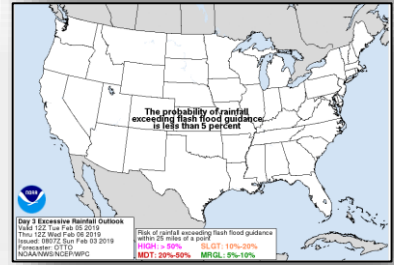 The probability of rainfall
exceeding flash flood guidance
is less than 5 percent
noaa
Day 3 Excessive Rainfall Outlook
Valid 12Z Tue Feb 05 2019
Thru 12Z Wed Feb 06 2019
Issued: 0807Z Sun Feb 03 2019
Forecaster: OTTO
NOAA/NWS/NCEP/WPC
Risk of rainfall exceeding flash flood guidance
within 25 miles of a point
HIGH: > 50% SLGT: 10%-20%
MDT: 20%-50% MRGL: 5%-10%